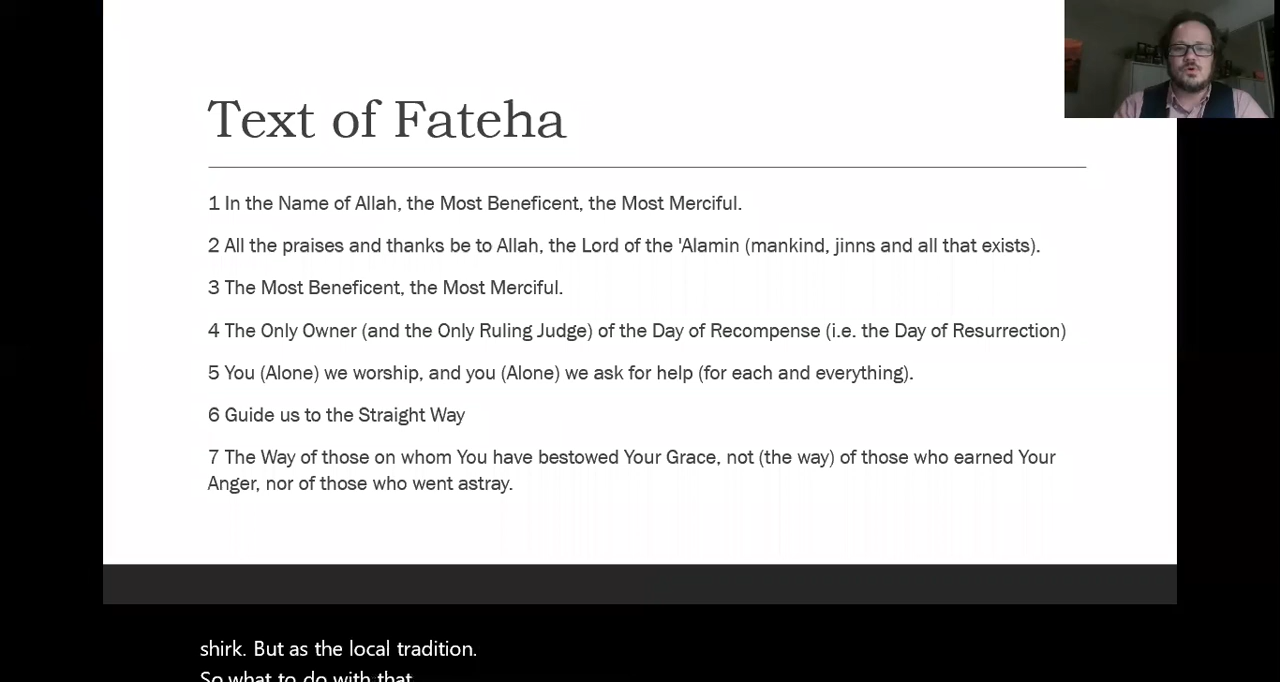 Text of Fateha
1 In the Name of Allah, the Most Beneficent, the Most Merciful.
2 All the praises and thanks be to Allah, the Lord of the 'Alamin (mankind, jinns and all that exists).
3 The Most Beneficent, the Most Merciful.
4 The Only Owner (and the Only Ruling Judge) of the Day of Recompense (i.e. the Day of Resurrection)
5 You (Alone) we worship, and you (Alone) we ask for help (for each and everything).
6 Guide us to the Straight Way
7 The Way of those on whom You have bestowed Your Grace, not (the way) of those who earned Your
Anger, nor of those who went astray.
shirk. But as the local tradition.
So what to do with that